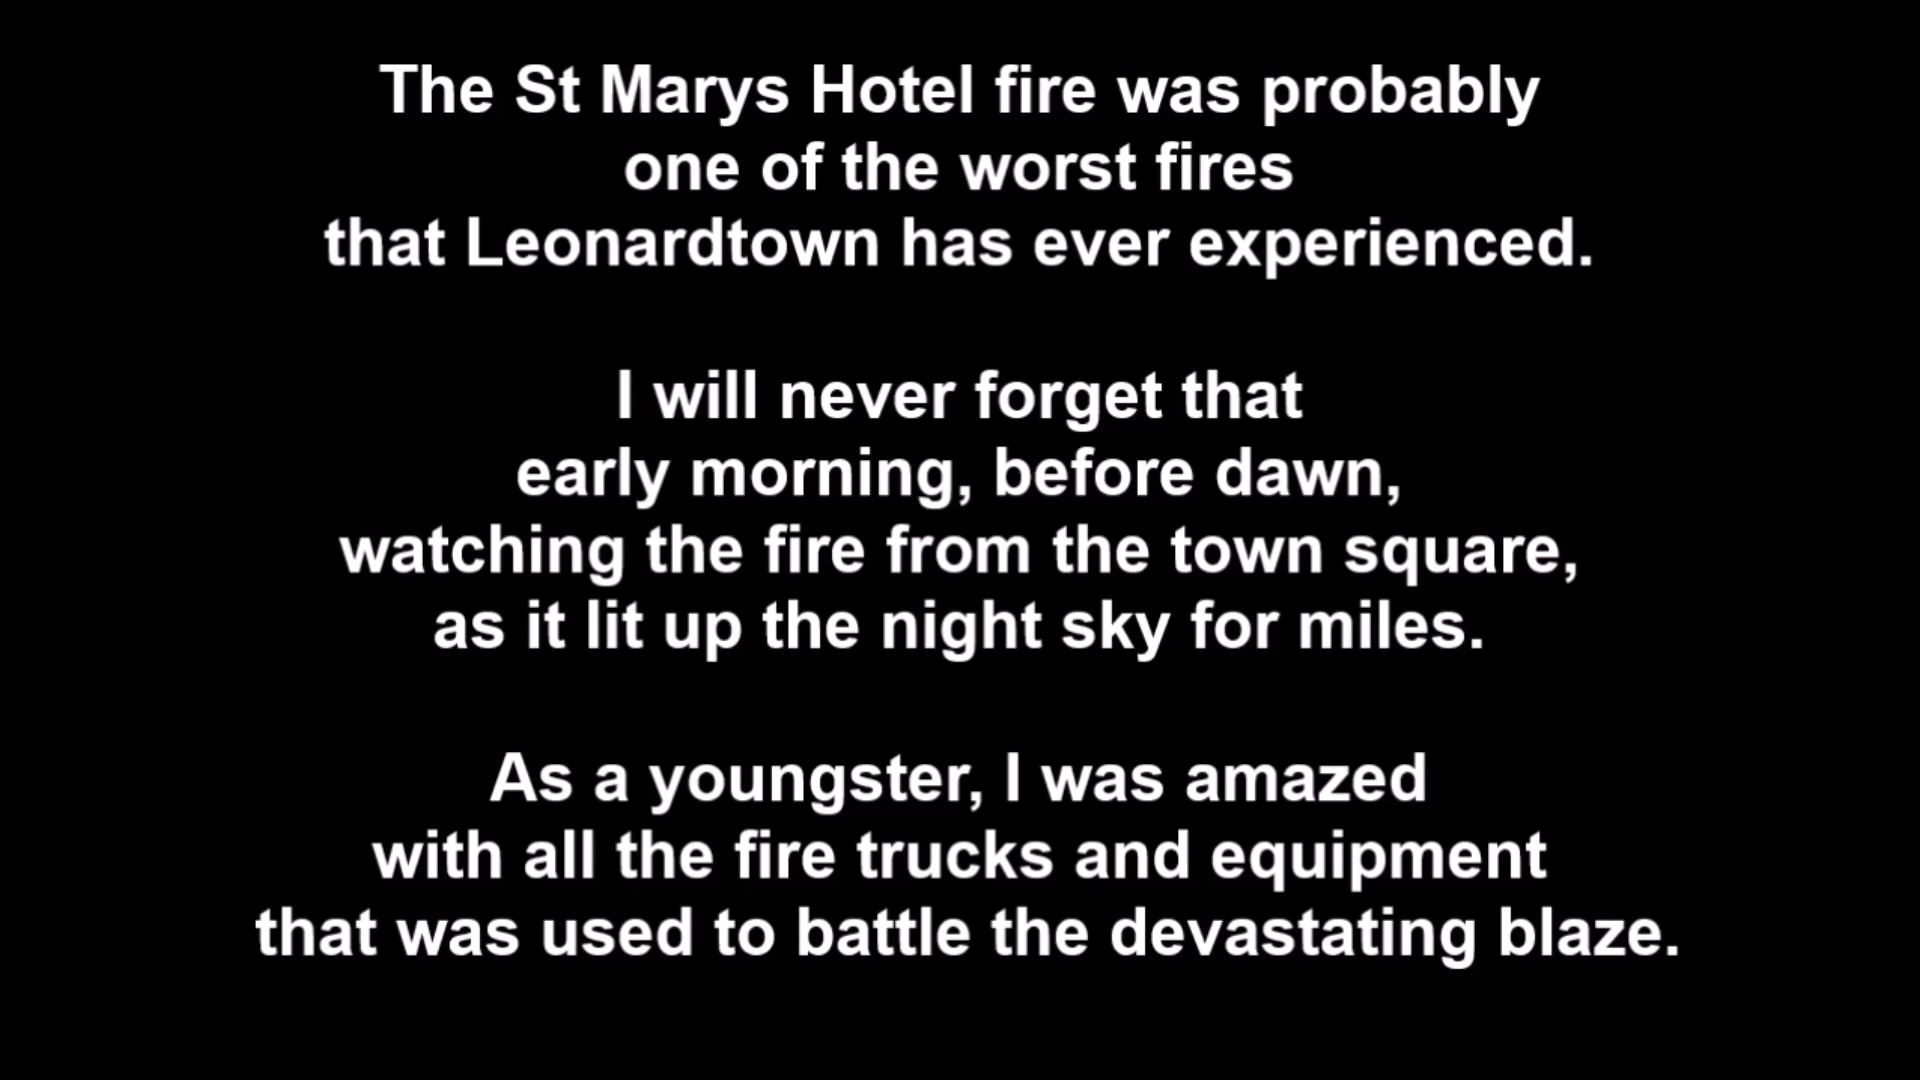 The St Marys Hotel fire was probably
one of the worst fires
that Leonardtown has ever experienced.
I will never forget that
early morning, before dawn,
watching the fire from the town square,
as it lit up the night sky for miles.
As a youngster, I was amazed
with all the fire trucks and equipment
that was used to battle the devastating blaze.